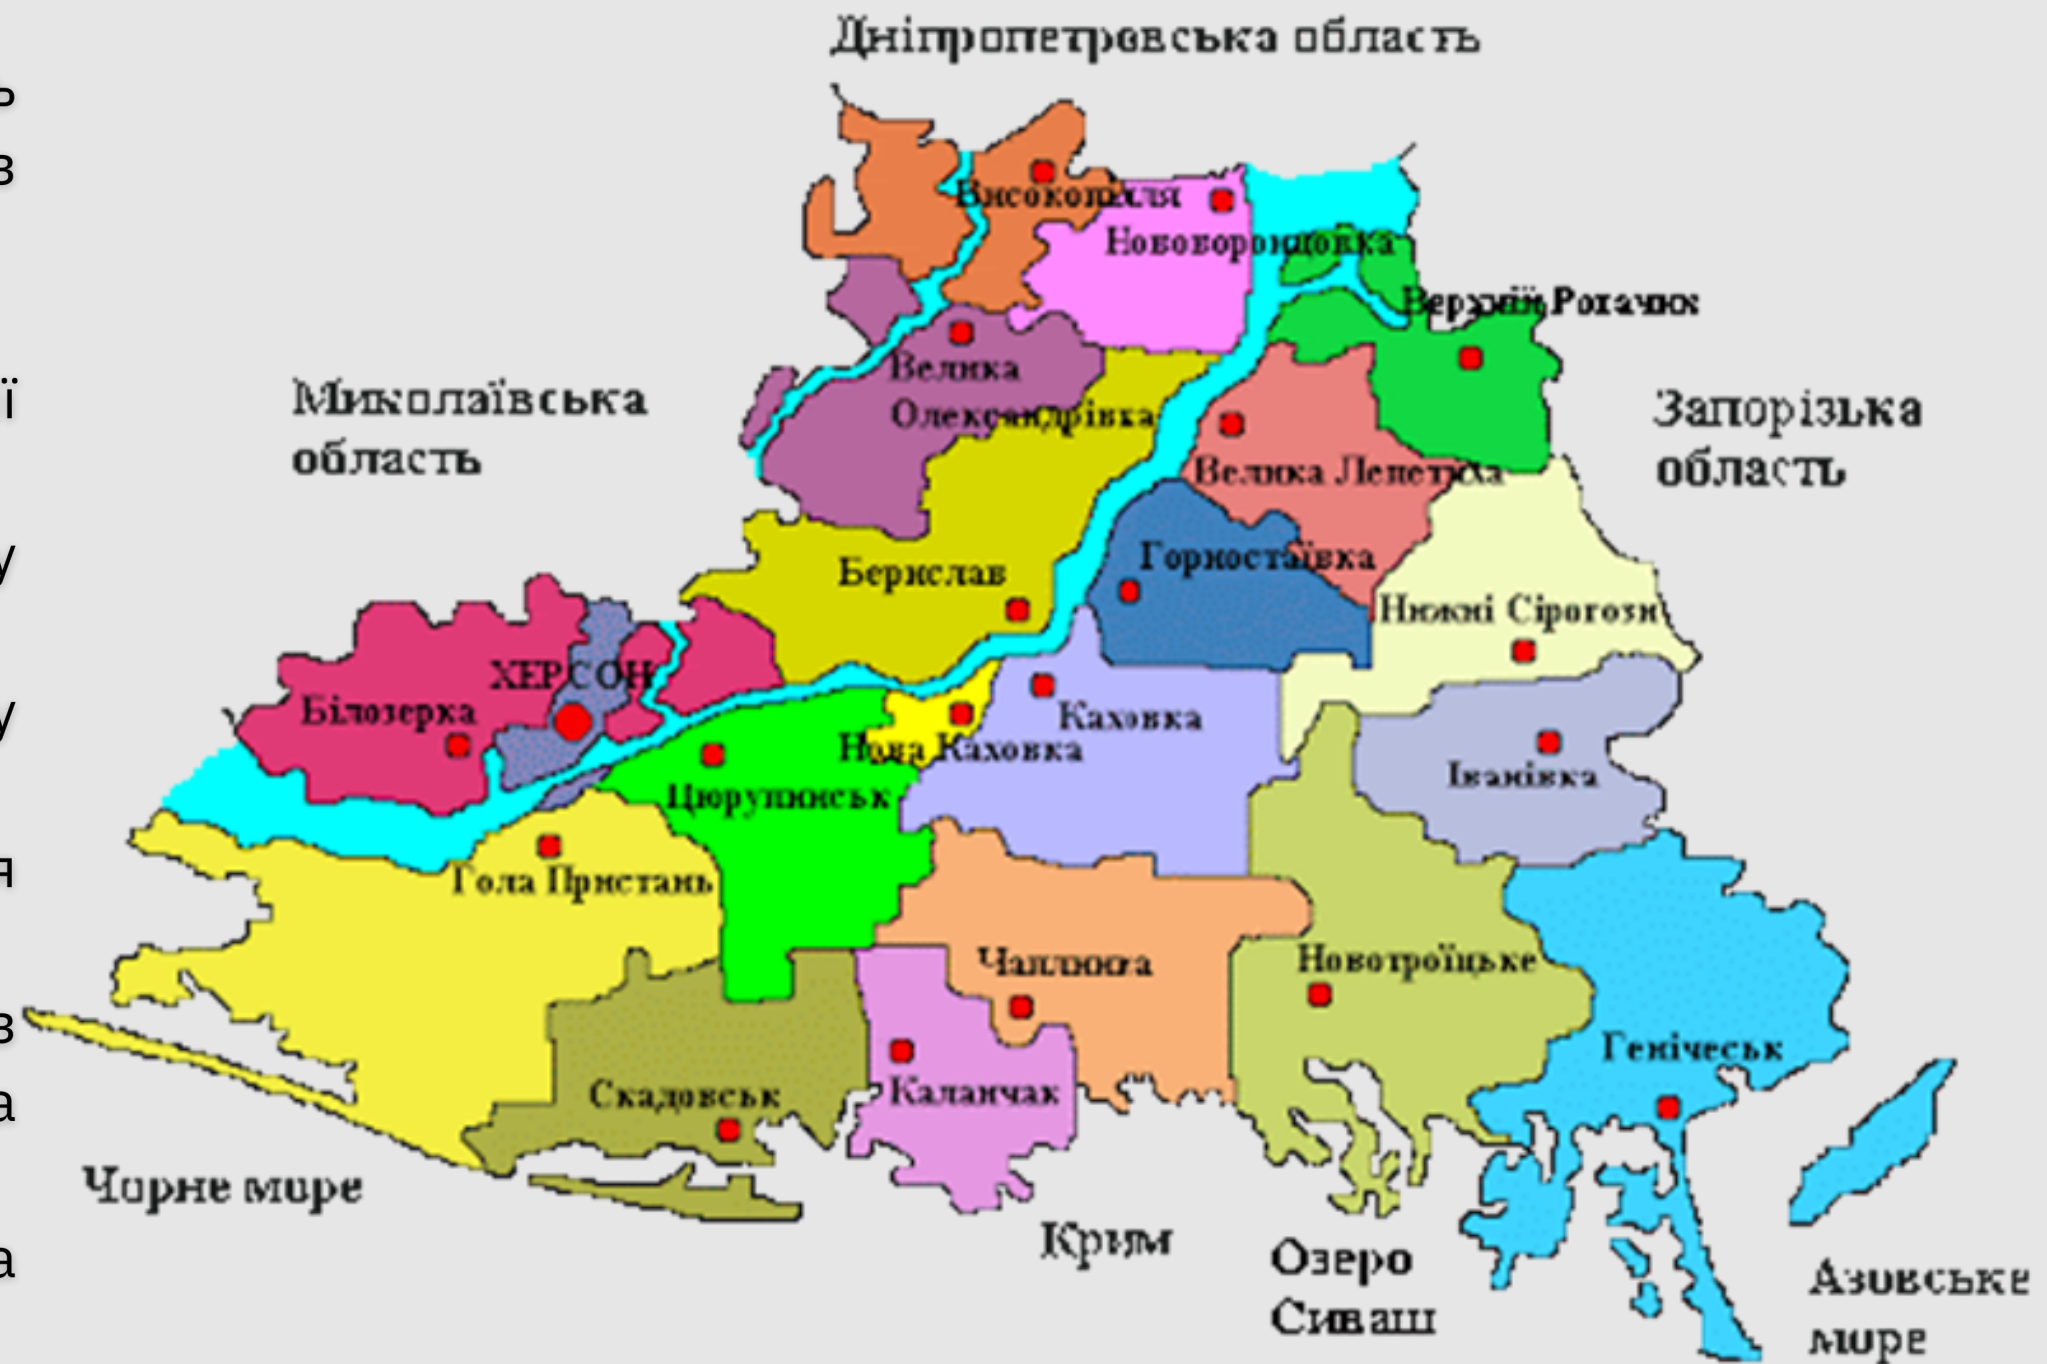 Дніпропетровська область
ь
в
Високопілля
Нововоронцовка
Верхній Рогачик
Миколаївська
область
Велика
Олександрівка
Запорізька
область
ї
Велика Лепетиха
Берислав
Горностаївка
у
Нижні Сірогози
ХЕРСОН
Білозерка
Каховка
у
Нова Каховка
Іванівка
Цюрупинськ
Гола Пристань
я
Чаплинка
Новотроїцьке
в
Генічеськ
Скадовськ
Каланчак
а
Чорне море
Крим
Озеро
Сиваш
а
Азовське
море